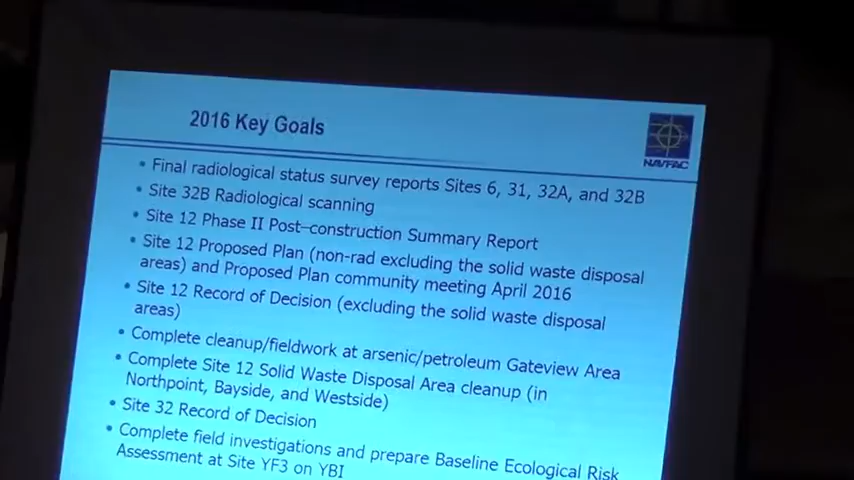 2016 Key Goals
NAVFAC
• Final radiological status survey reports Sites 6, 31, 32A, and 32B
• Site 32B Radiological scanning
• Site 12 Phase II Post–construction Summary Report
• Site 12 Proposed Plan (non-rad excluding the solid waste disposal
areas) and Proposed Plan community meeting April 2016
• Site 12 Record of Decision (excluding the solid waste disposal
areas)
• Complete cleanup/fieldwork at arsenic/petroleum Gateview Area
• Complete Site 12 Solid Waste Disposal Area cleanup (in
Northpoint, Bayside, and Westside)
• Site 32 Record of Decision
• Complete field investigations and prepare Baseline Ecological Risk
Assessment at Site YF3 on YBI